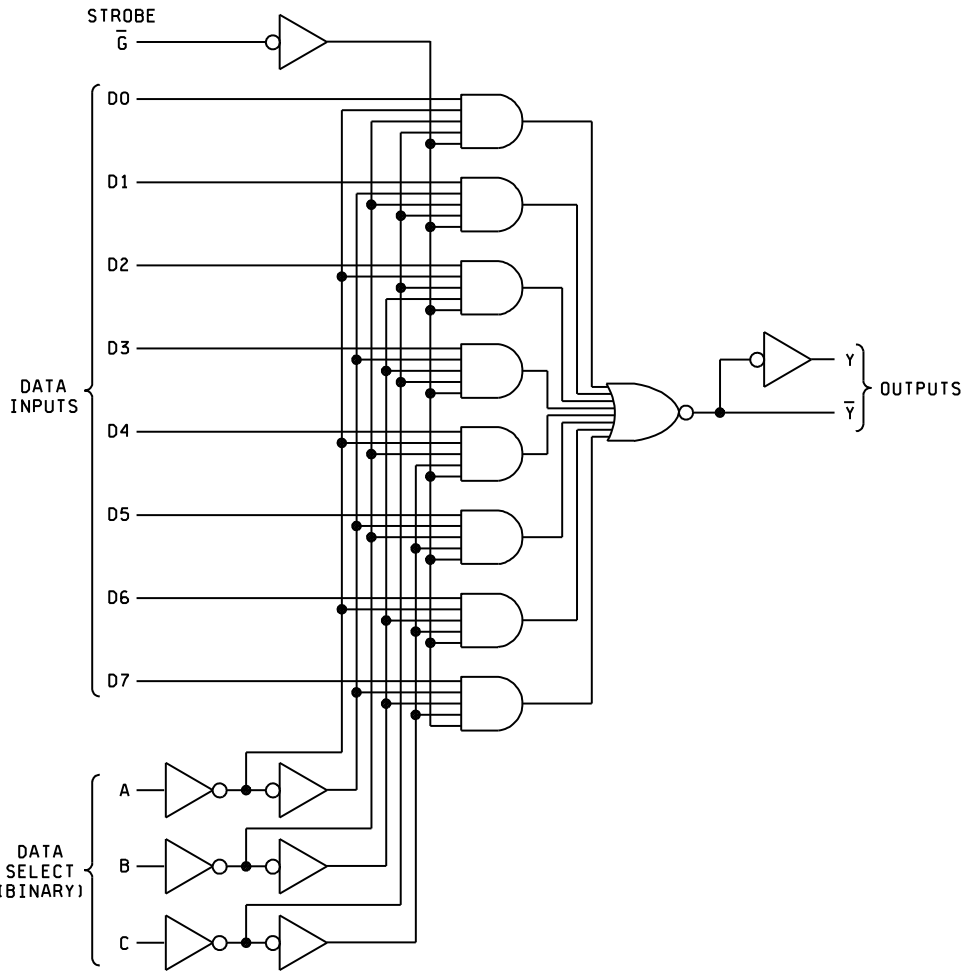 STROBE
G̅
D0
D1
D2
D3
DATA
INPUTS
D4
D5
D6
D7
Y
Y̅
OUTPUTS
A
B
C
DATA
SELECT
(BINARY)